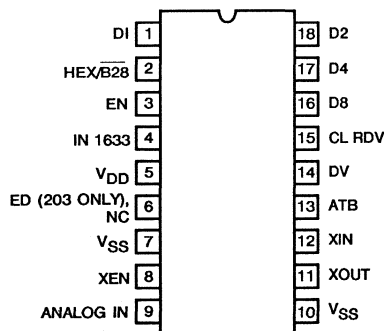 DI 1 18 D2
HEX/B28 2 17 D4
EN 3 16 D8
IN 1633 4 15 CL RDV
VDD 5 14 DV
ED (203 ONLY), NC 6 13 ATB
VSS 7 12 XIN
XEN 8 11 XOUT
ANALOG IN 9 10 VSS